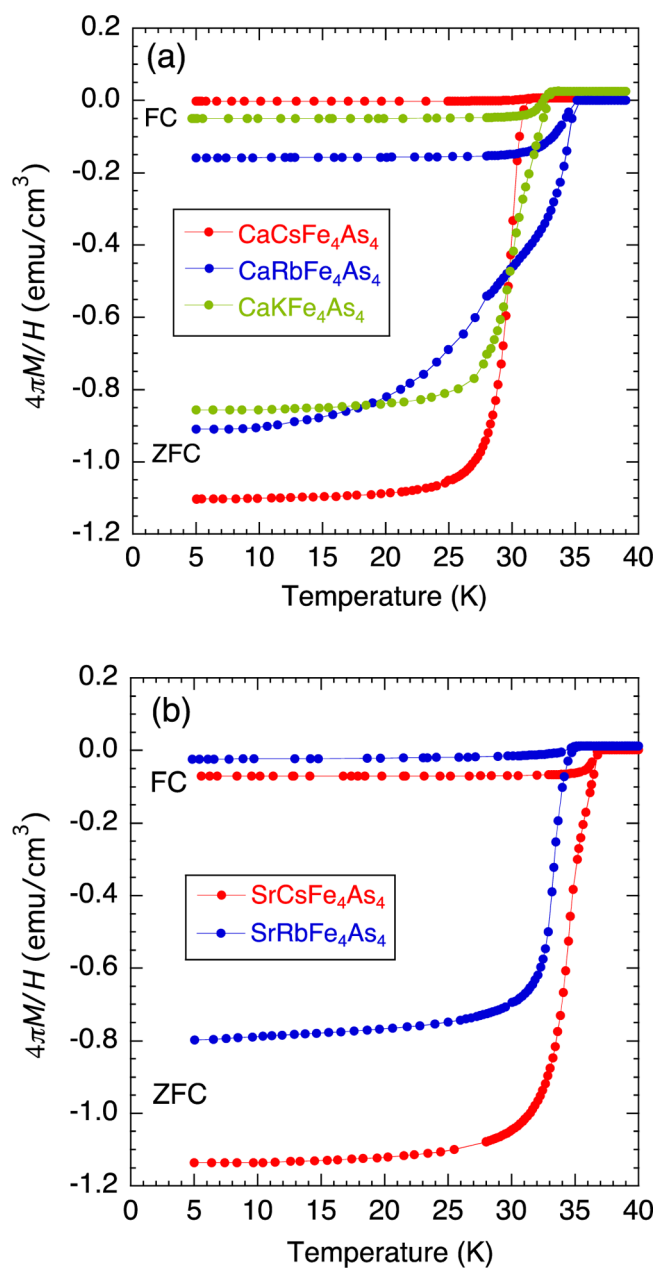 (a)
0.2
0.0
-0.2
-0.4
-0.6
-0.8
-1.0
-1.2
4πM/H (emu/cm³)
FC
CaCsFe₄As₄
CaRbFe₄As₄
CaKFe₄As₄
ZFC
0 5 10 15 20 25 30 35 40
Temperature (K)
(b)
0.2
0.0
-0.2
-0.4
-0.6
-0.8
-1.0
-1.2
4πM/H (emu/cm³)
FC
SrCsFe₄As₄
SrRbFe₄As₄
ZFC
0 5 10 15 20 25 30 35 40
Temperature (K)